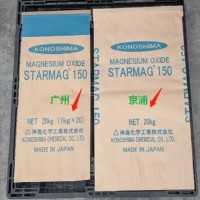 KONOSHIMA
MAGNESIUM OXIDE
STARMAG 150
广州
NET 20kg (1kg×20)
神島化学工業株式会社
KONOSHIMA CHEMICAL CO.,LTD.
MADE IN JAPAN
KONOSHIMA
MAGNESIUM OXIDE
STARMAG 150
京浦
NET 20kg
神島化学工業株式会社
KONOSHIMA CHEMICAL CO.,LTD.
MADE IN JAPAN